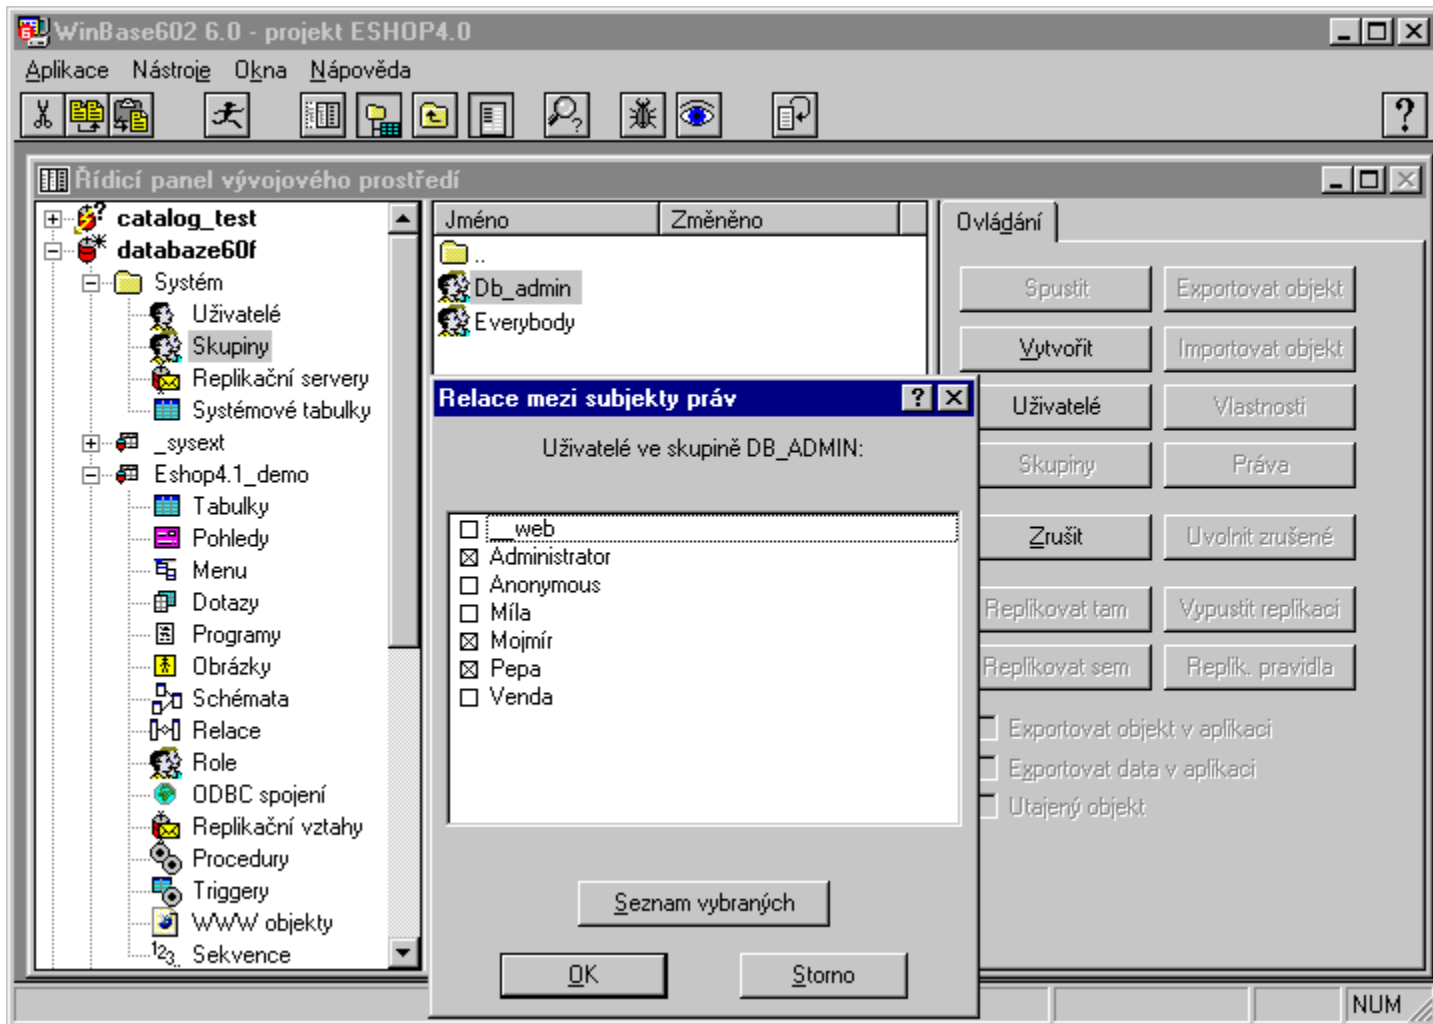 WinBase602 6.0 - projekt ESHOP4.0
Aplikace Nástroje Okna Nápověda
Řídicí panel vývojového prostředí
catalog_test
databaze60f
Systém
Uživatelé
Skupiny
Replikační servery
Systémové tabulky
_sysext
Eshop4.1_demo
Tabulky
Pohledy
Menu
Dotazy
Programy
Obrázky
Schémata
Relace
Role
ODBC spojení
Replikační vztahy
Procedury
Triggery
WWW objekty
Sekvence
Jméno Změněno
..
Db_admin
Everybody
Relace mezi subjekty práv
Uživatelé ve skupině DB_ADMIN:
__web
Administrator
Anonymous
Míla
Mojmír
Pepa
Venda
Seznam vybraných
OK Storno
Ovládání
Spustit Exportovat objekt
Vytvořit Importovat objekt
Uživatelé Vlastnosti
Skupiny Práva
Zrušit Uvolnit zrušené
Replikovat tam Vypustit replikaci
Replikovat sem Replik. pravidla
Exportovat objekt v aplikaci
Exportovat data v aplikaci
Utajený objekt
NUM